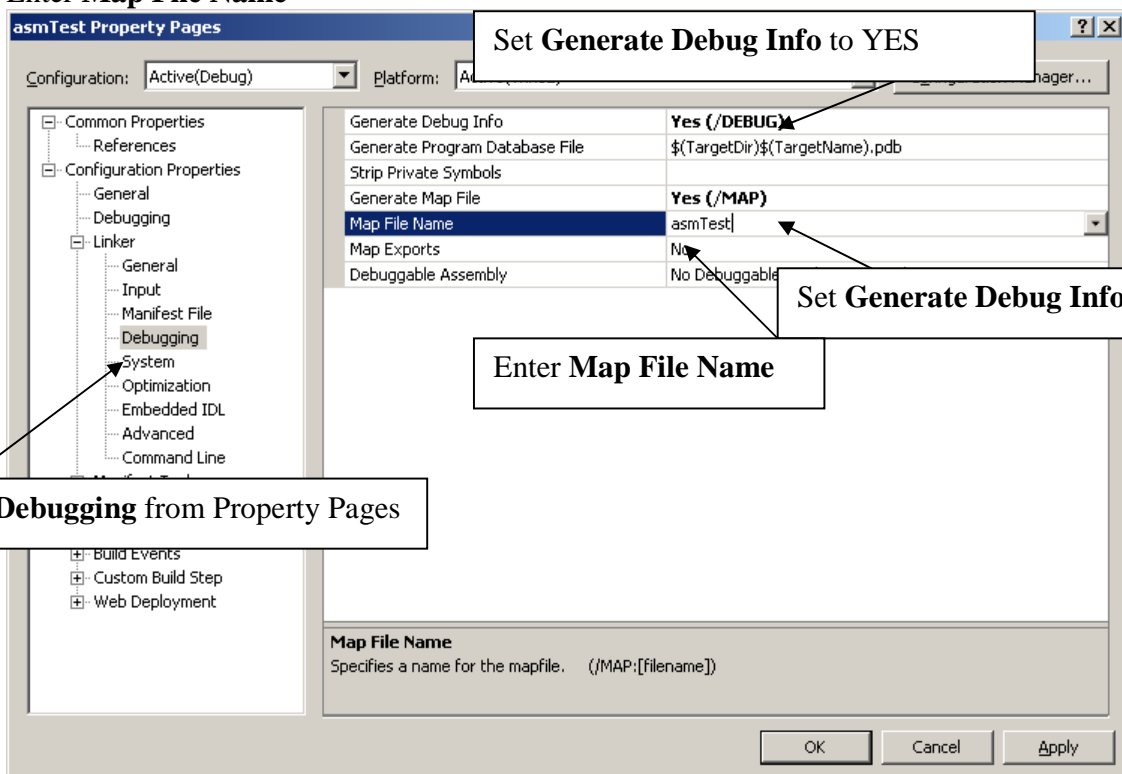 Enter Map File Name
asmTest Property Pages
Set Generate Debug Info to YES
Configuration: Active(Debug) Platform:
Common Properties
References
Configuration Properties
General
Debugging
Linker
General
Input
Manifest File
Debugging
System
Optimization
Embedded IDL
Advanced
Command Line
Debugging from Property Pages
Build Events
Custom Build Step
Web Deployment
Generate Debug Info Yes (/DEBUG)
Generate Program Database File $(TargetDir)$(TargetName).pdb
Strip Private Symbols
Generate Map File Yes (/MAP)
Map File Name asmTest
Map Exports No
Debuggable Assembly No Debuggable
Set Generate Debug Info
Enter Map File Name
Map File Name
Specifies a name for the mapfile. (/MAP:[filename])
OK Cancel Apply